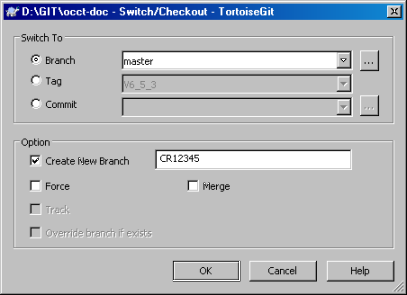 D:\GIT\occt-doc - Switch/Checkout - TortoiseGit
Switch To
Branch master ...
Tag V6_5_3
Commit ...
Option
Create New Branch CR12345
Force Merge
Track
Override branch if exists
OK Cancel Help